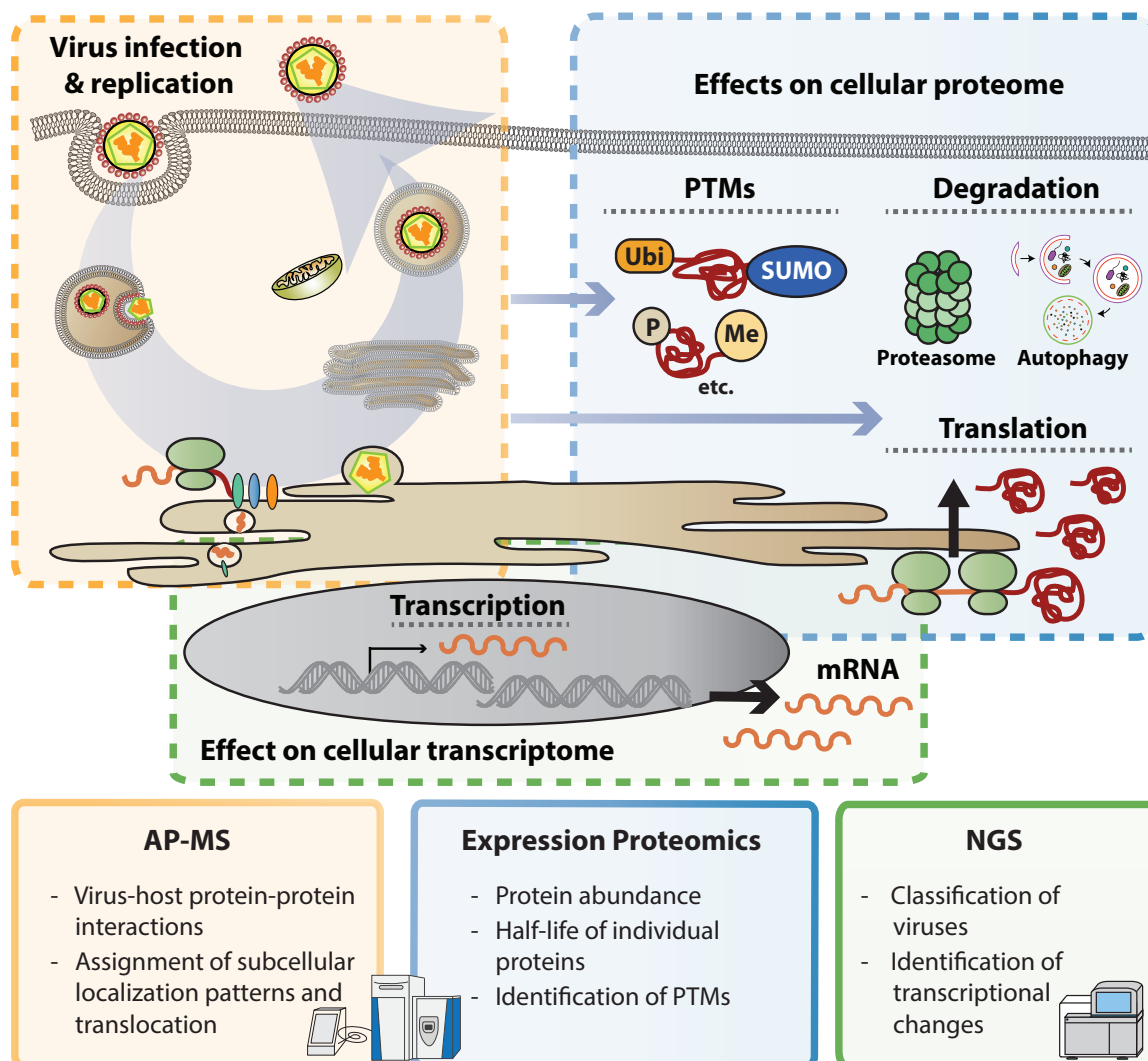 Virus infection
& replication
Effects on cellular proteome
PTMs
Degradation
Ubi
SUMO
P
Me
etc.
Proteasome
Autophagy
Translation
Transcription
mRNA
Effect on cellular transcriptome
AP-MS
- Virus-host protein-protein
interactions
- Assignment of subcellular
localization patterns and
translocation
Expression Proteomics
- Protein abundance
- Half-life of individual
proteins
- Identification of PTMs
NGS
- Classification of
viruses
- Identification of
transcriptional
changes